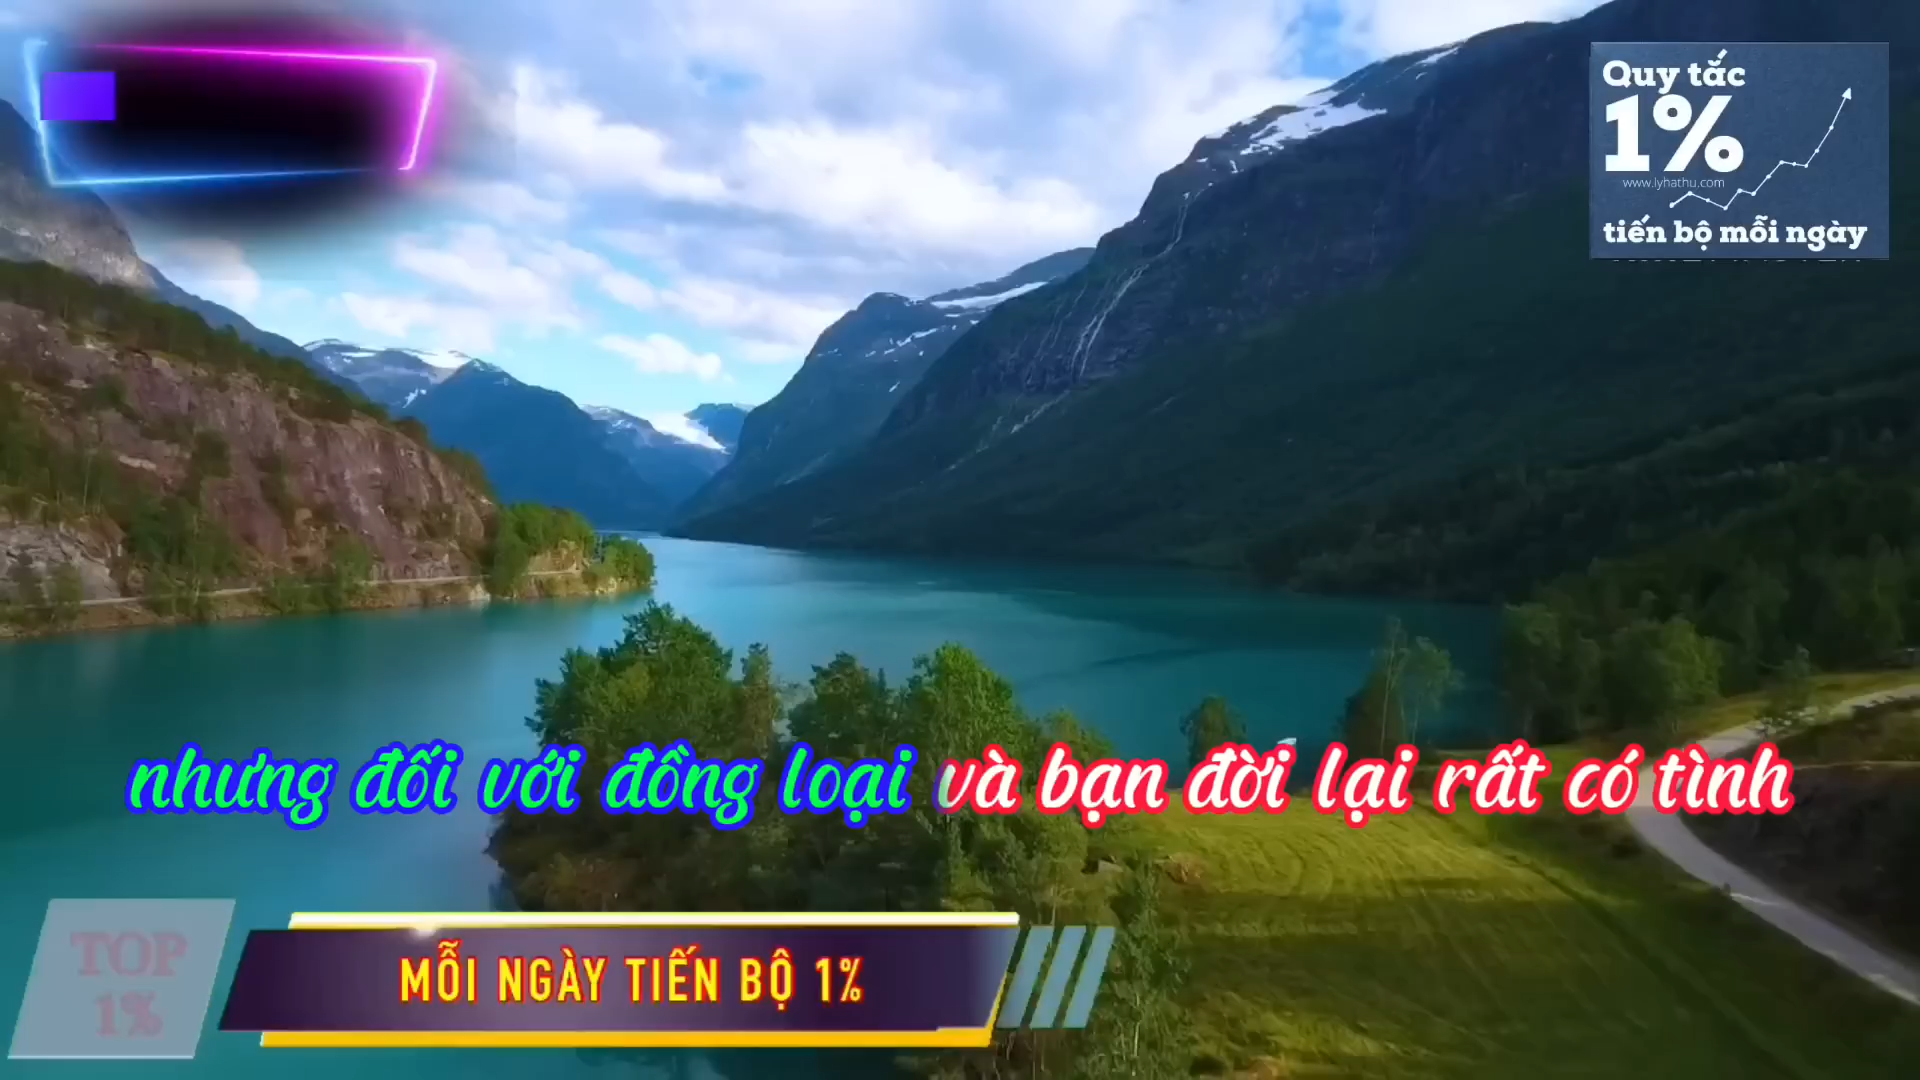 Quy tắc
1%
www.lyhathu.com
tiến bộ mỗi ngày
nhưng đối với đồng loại và bạn đời lại rất có tình
TOP
1%
MỖI NGÀY TIẾN BỘ 1%